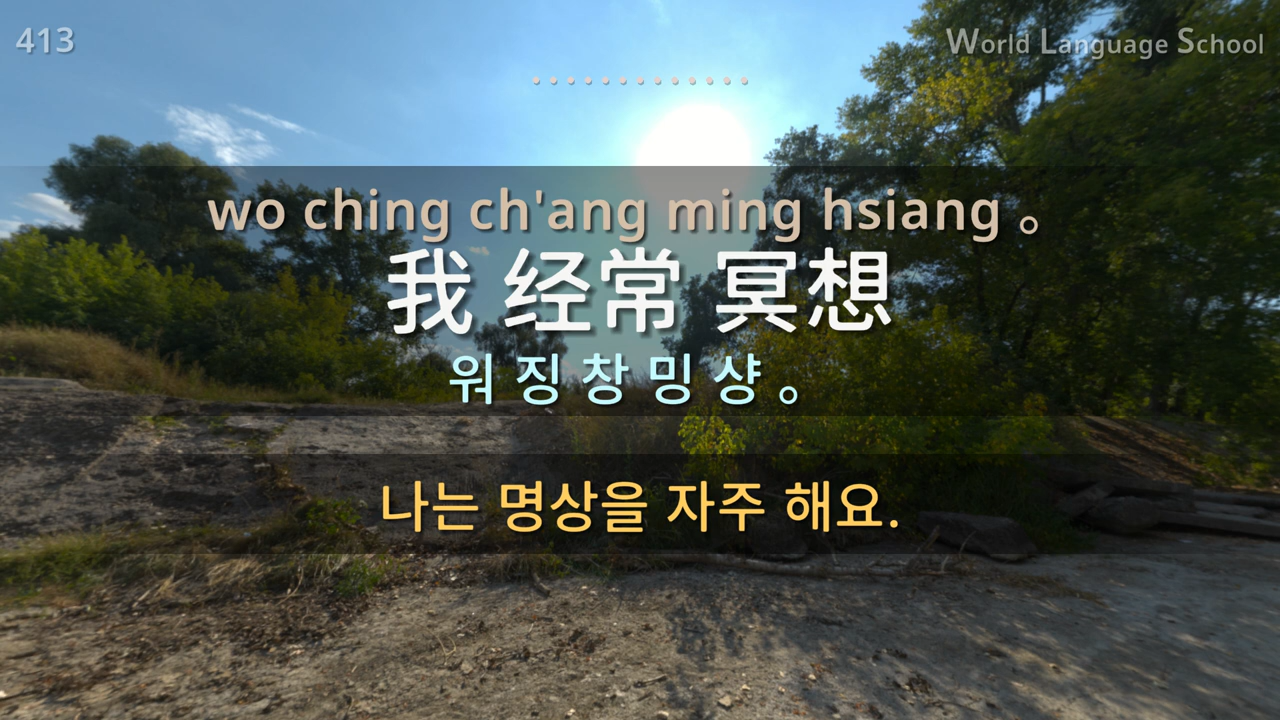 413
World Language School
wo ching ch'ang ming hsiang 。
我 经常 冥想
워 징 창 밍 샹 。
나는 명상을 자주 해요.